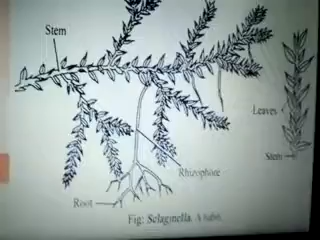 Stem
Leaves
Stem
Rhizophore
Root
Fig: Selaginella. A habit.